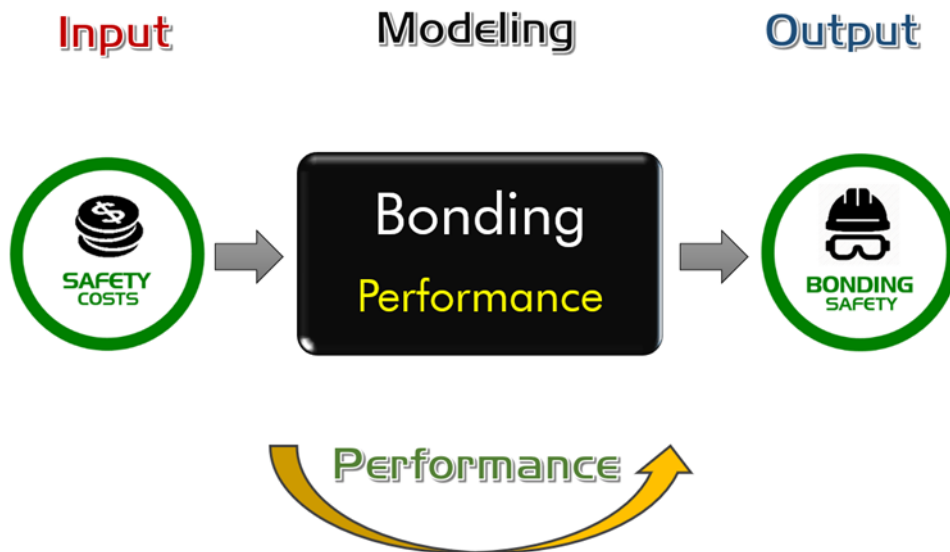 Input
Modeling
Output
SAFETY
COSTS
Bonding
Performance
BONDING
SAFETY
Performance